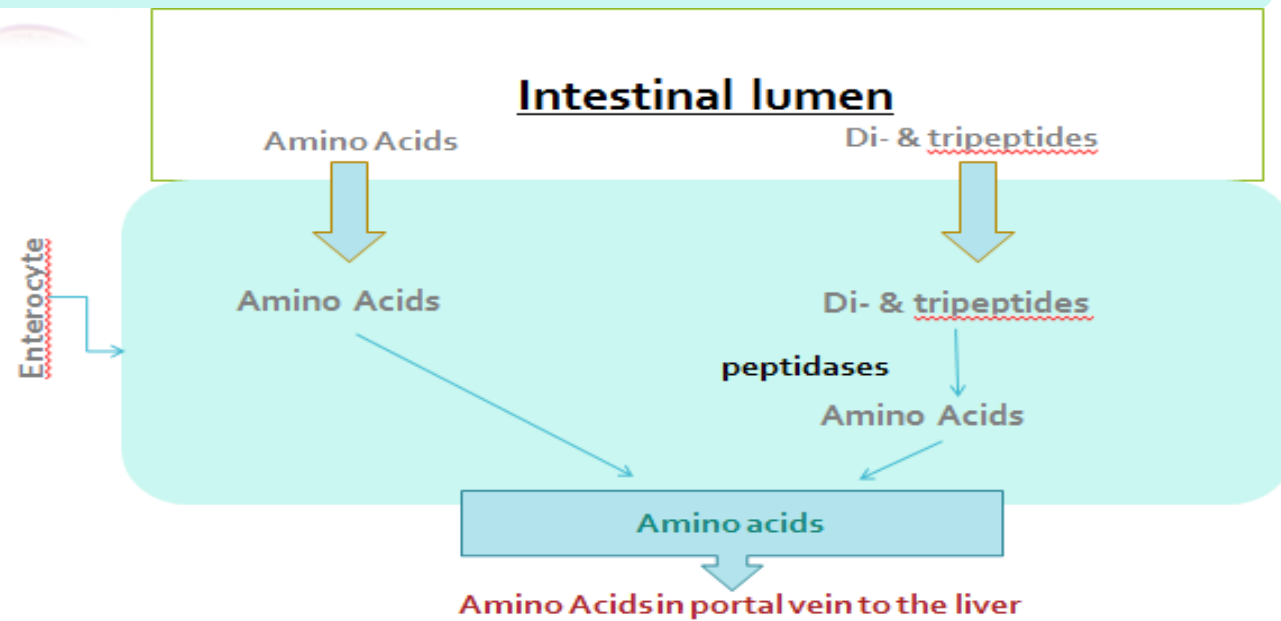 Intestinal lumen
Amino Acids
Di- & tripeptides
Enterocyte
Amino Acids
Di- & tripeptides
peptidases
Amino Acids
Amino acids
Amino Acids in portal vein to the liver